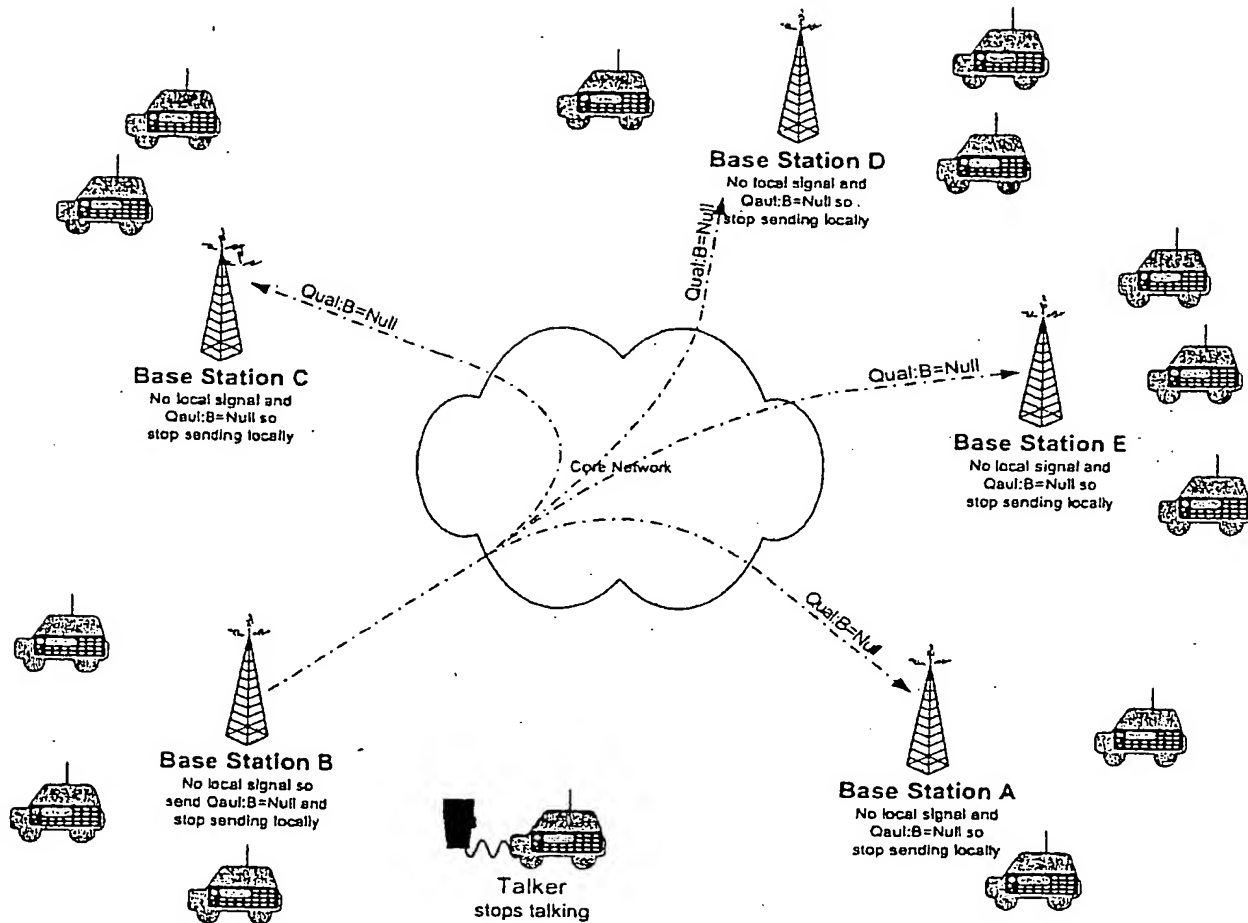 Base Station D
No local signal and
Qaul:B=Null so
stop sending locally
Qual:B=Null
Qual:B=Null
Base Station C
No local signal and
Qaul:B=Null so
stop sending locally
Qual:B=Null
Base Station E
No local signal and
Qaul:B=Null so
stop sending locally
Core Network
Qual:B=Null
Base Station B
No local signal so
send Qaul:B=Null and
stop sending locally
Base Station A
No local signal and
Qaul:B=Null so
stop sending locally
Talker
stops talking